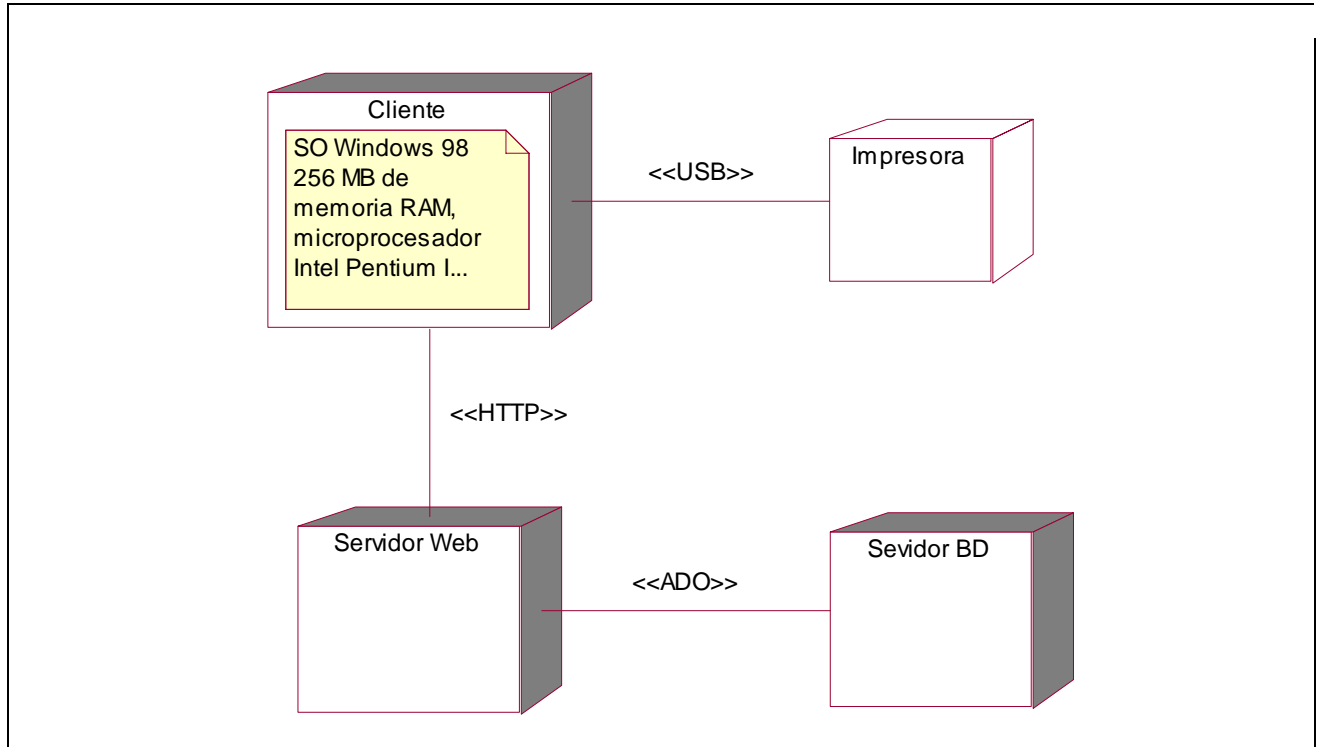 Cliente
SO Windows 98
256 MB de
memoria RAM,
microprocesador
Intel Pentium I...
<<USB>>
Impresora
<<HTTP>>
Servidor Web
<<ADO>>
Sevidor BD